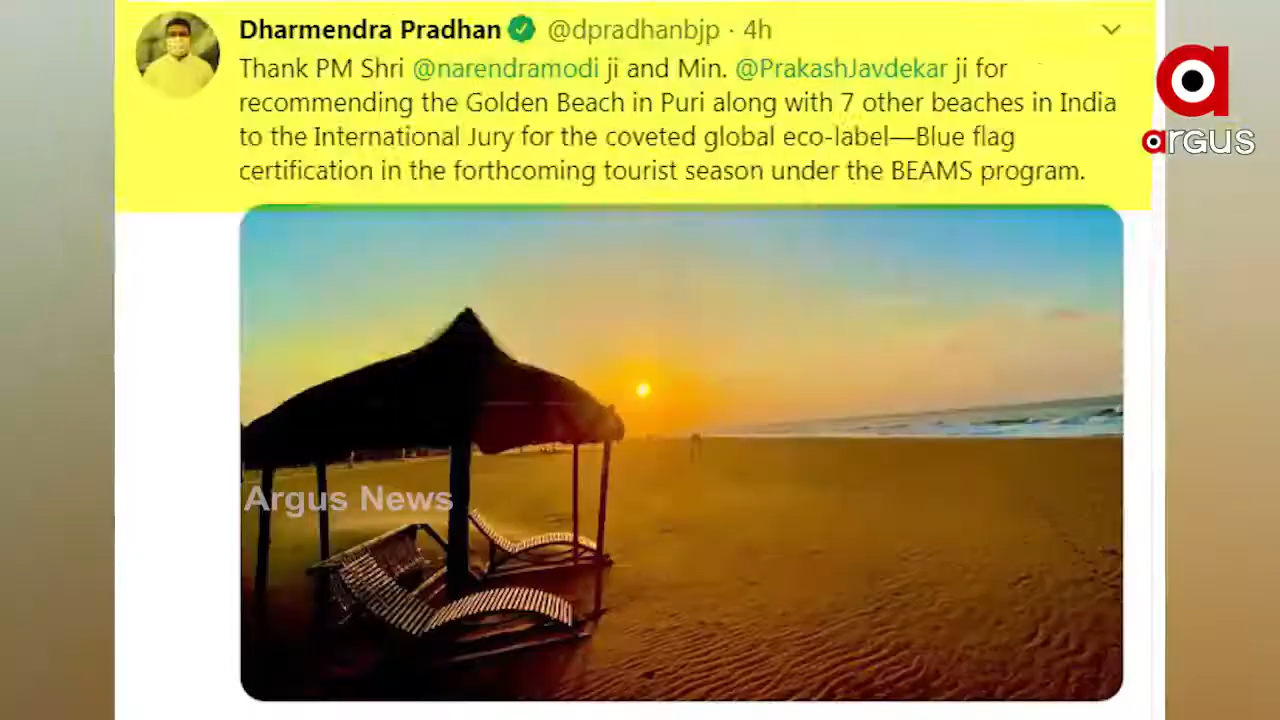 Dharmendra Pradhan @dpradhanbjp · 4h
Thank PM Shri @narendramodi ji and Min. @PrakashJavdekar ji for
recommending the Golden Beach in Puri along with 7 other beaches in India
to the International Jury for the coveted global eco-label—Blue flag
certification in the forthcoming tourist season under the BEAMS program.
argus
Argus News